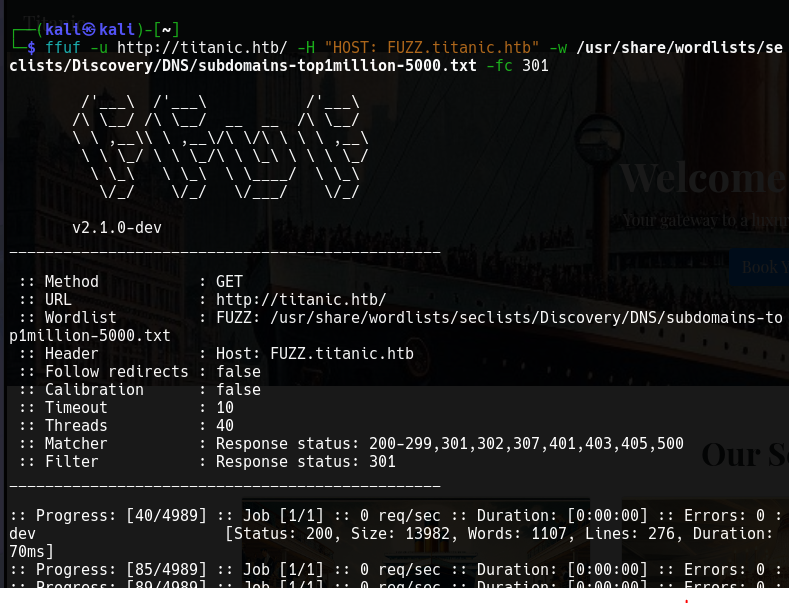 Titanic
┌──(kali㉿kali)-[~]
└─$ ffuf -u http://titanic.htb/ -H "HOST: FUZZ.titanic.htb" -w /usr/share/wordlists/se
clists/Discovery/DNS/subdomains-top1million-5000.txt -fc 301
        /'___\  /'___\           /'___\
       /\ \__/ /\ \__/  __  __  /\ \__/
       \ \ ,__\\ \ ,__\/\ \/\ \ \ \ ,__\
        \ \ \_/ \ \ \_/\ \ \_\ \ \ \ \_/
         \ \_\   \ \_\  \ \____/  \ \_\
          \/_/    \/_/   \/___/    \/_/
Welcome
Your gateway to a
v2.1.0-dev
________________________________________________
Book Y
:: Method           : GET
:: URL              : http://titanic.htb/
:: Wordlist         : FUZZ: /usr/share/wordlists/seclists/Discovery/DNS/subdomains-to
p1million-5000.txt
:: Header           : Host: FUZZ.titanic.htb
:: Follow redirects : false
:: Calibration      : false
:: Timeout          : 10
:: Threads          : 40
:: Matcher          : Response status: 200-299,301,302,307,401,403,405,500
:: Filter           : Response status: 301
Our S
________________________________________________
:: Progress: [40/4989] :: Job [1/1] :: 0 req/sec :: Duration: [0:00:00] :: Errors: 0 :
dev                     [Status: 200, Size: 13982, Words: 1107, Lines: 276, Duration:
70ms]
:: Progress: [85/4989] :: Job [1/1] :: 0 req/sec :: Duration: [0:00:00] :: Errors: 0 :
:: Progress: [89/4989] :: Job [1/1] :: 0 req/sec :: Duration: [0:00:00] :: Errors: 0 :